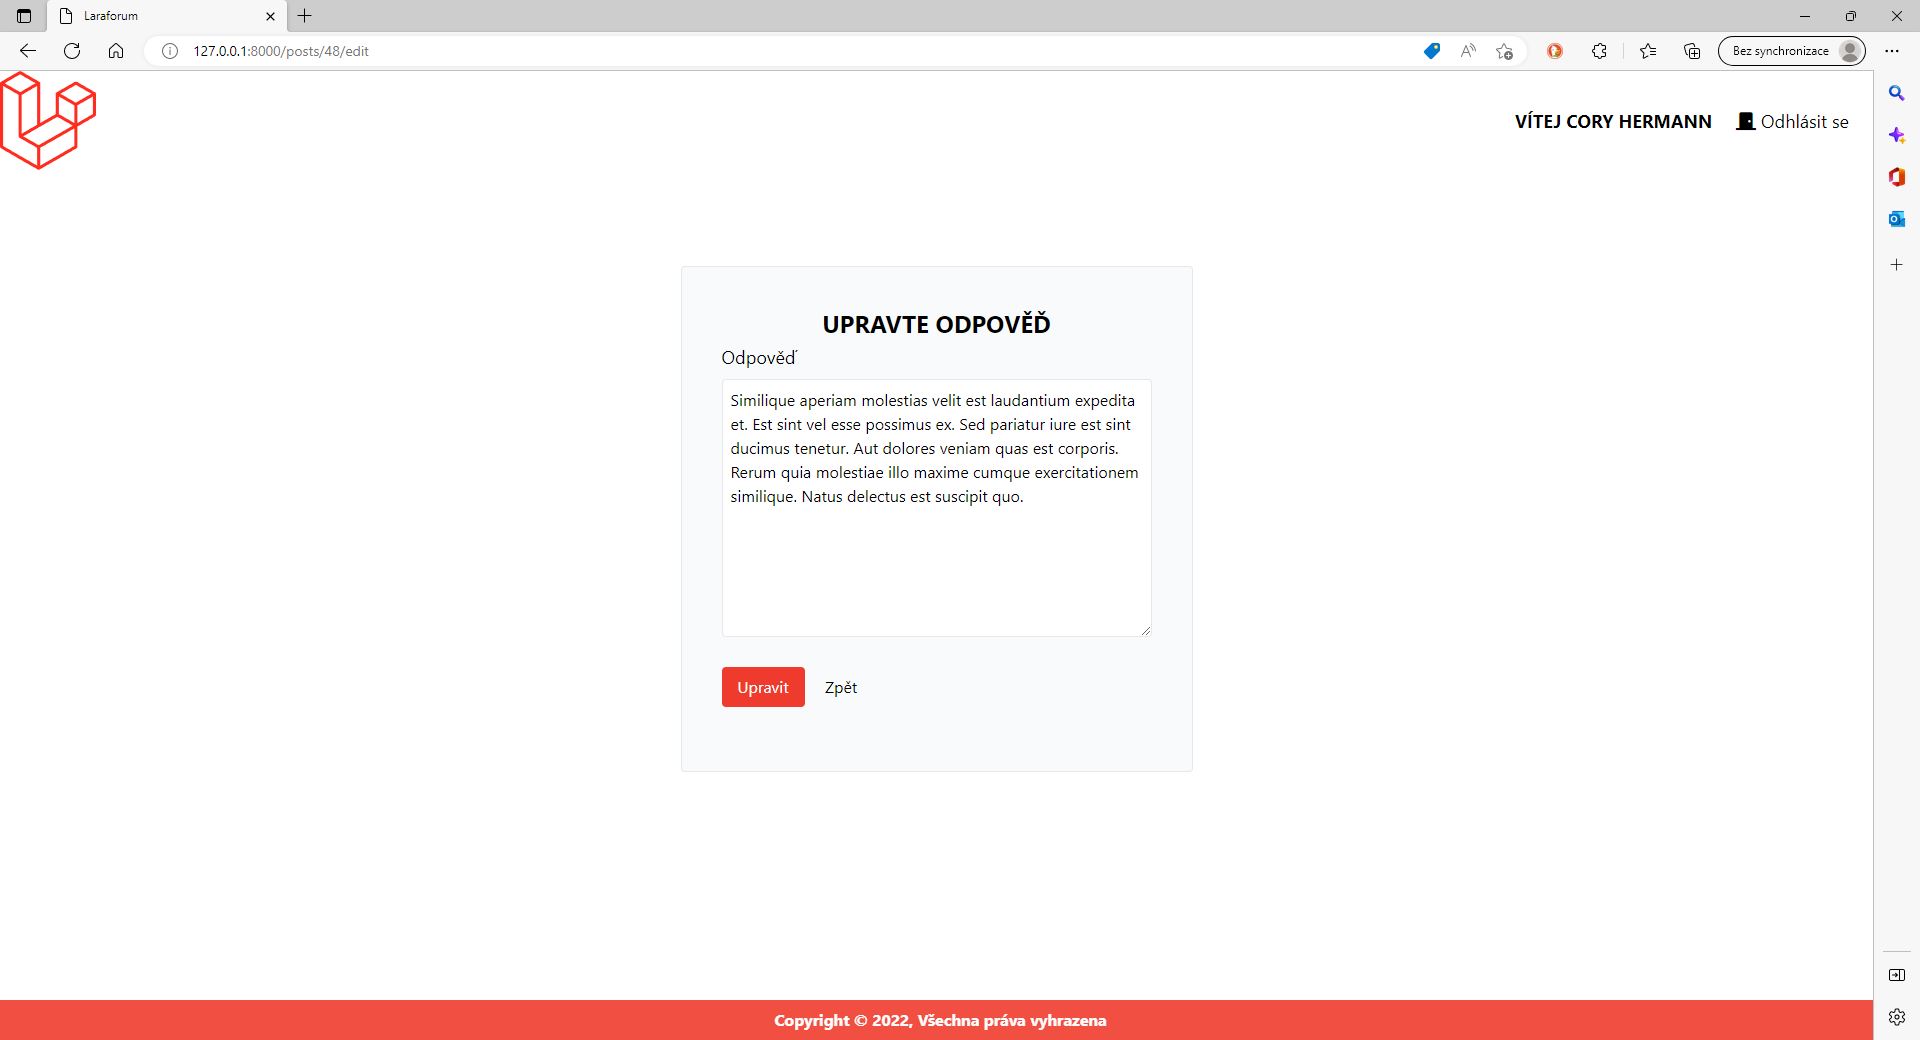 Laraforum
127.0.0.1:8000/posts/48/edit
Bez synchronizace
VÍTEJ CORY HERMANN
Odhlásit se
UPRAVTE ODPOVĚĎ
Odpověď
Similique aperiam molestias velit est laudantium expedita
et. Est sint vel esse possimus ex. Sed pariatur iure est sint
ducimus tenetur. Aut dolores veniam quas est corporis.
Rerum quia molestiae illo maxime cumque exercitationem
similique. Natus delectus est suscipit quo.
Upravit
Zpět
Copyright © 2022, Všechna práva vyhrazena